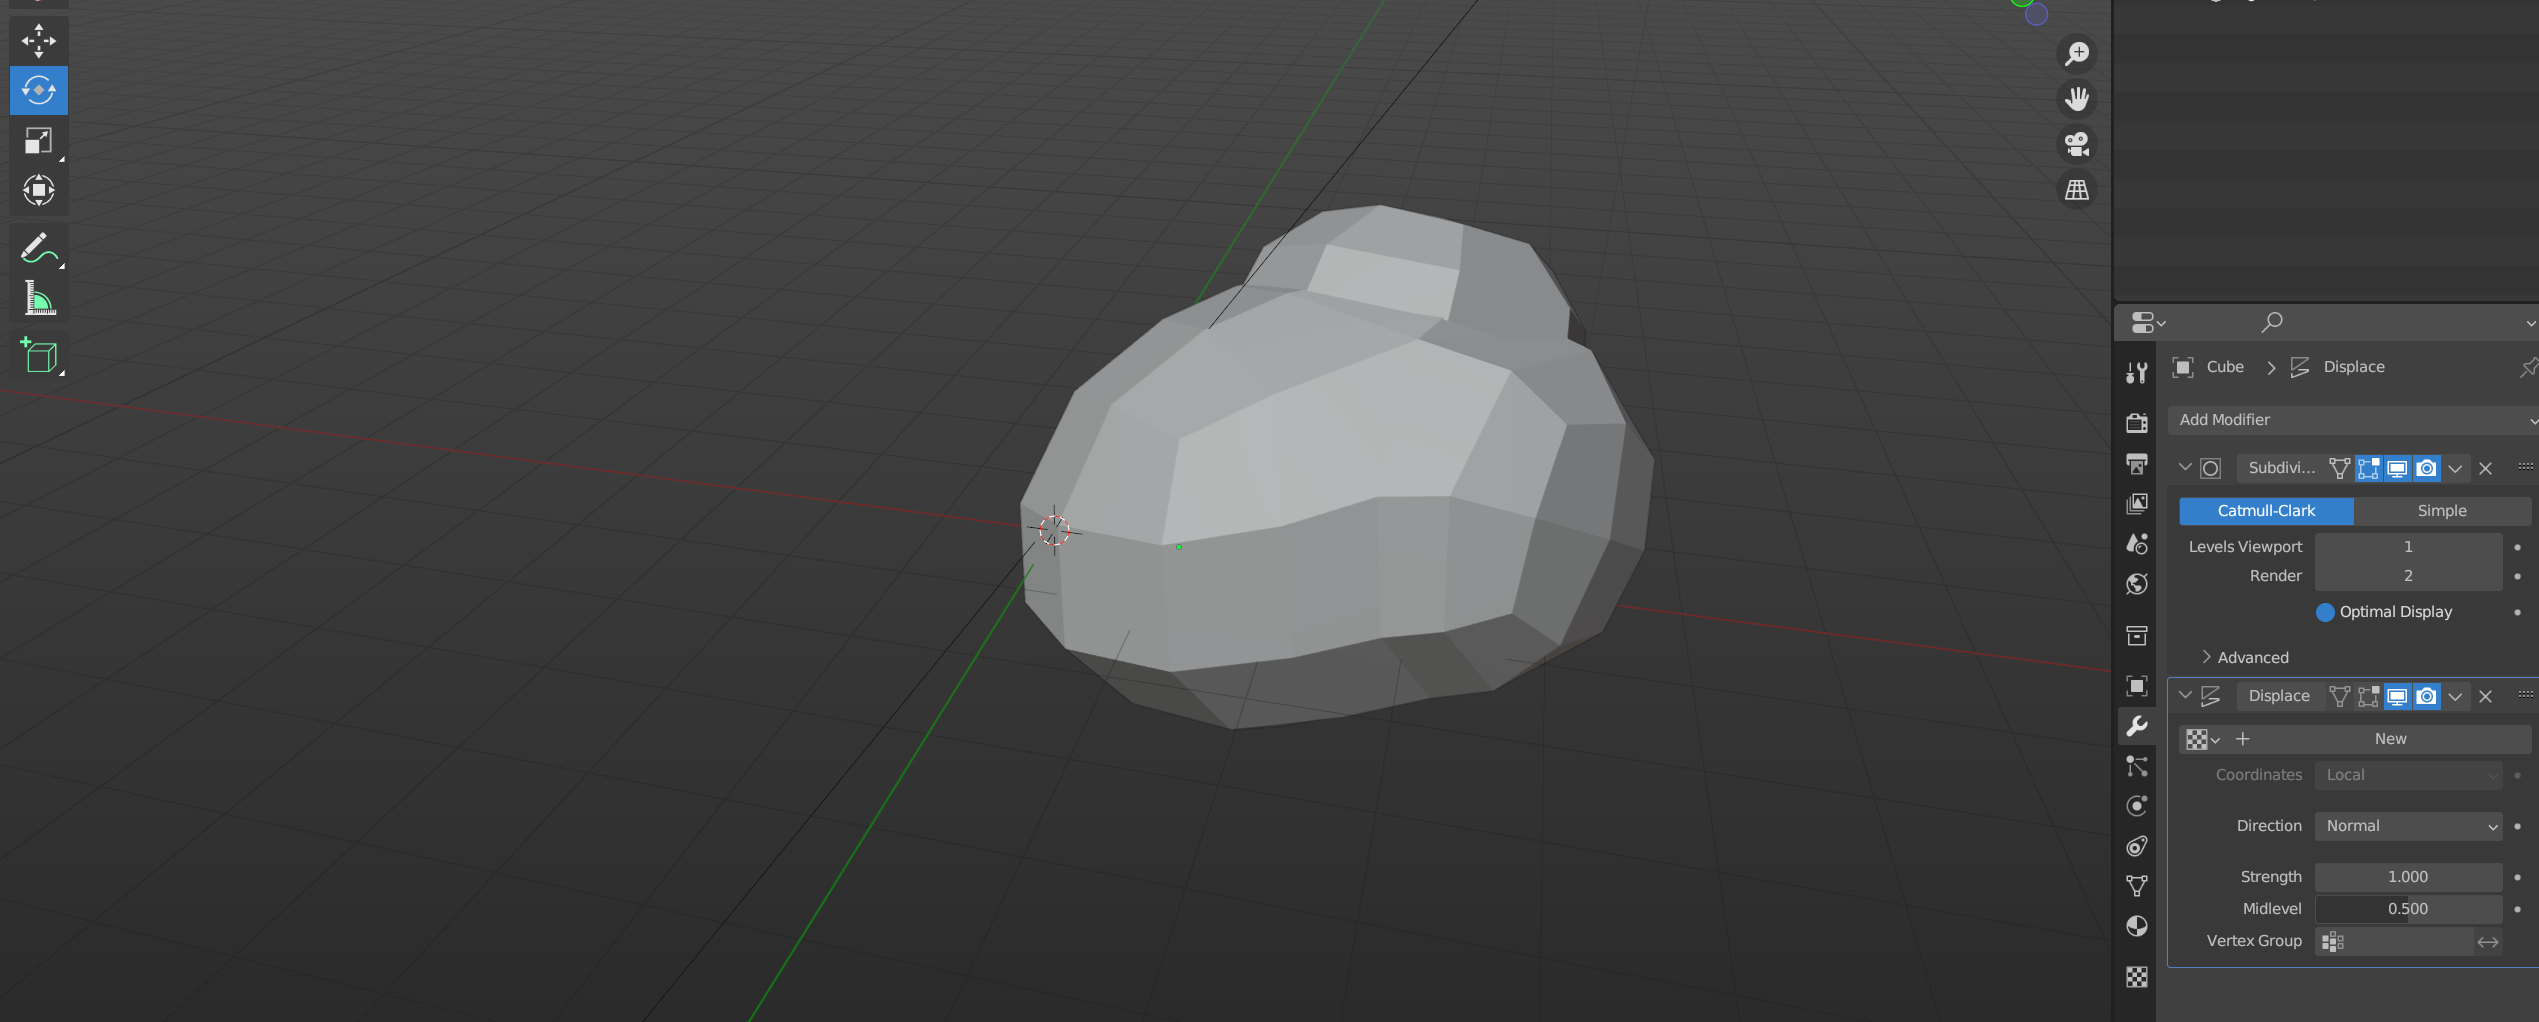 Cube > Displace
Add Modifier
Subdivi...
Catmull-Clark Simple
Levels Viewport 1
Render 2
Optimal Display
Advanced
Displace
New
Coordinates Local
Direction Normal
Strength 1.000
Midlevel 0.500
Vertex Group